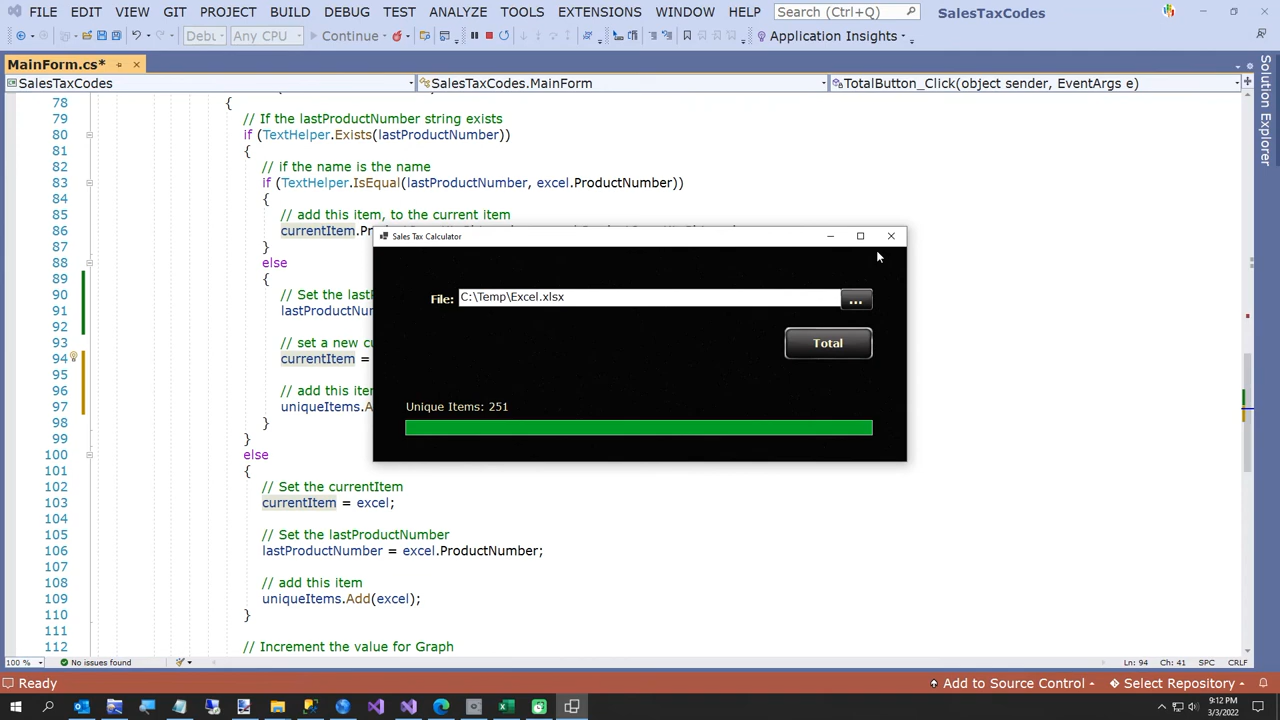 FILE EDIT VIEW GIT PROJECT BUILD DEBUG TEST ANALYZE TOOLS EXTENSIONS WINDOW HELP Search (Ctrl+Q) SalesTaxCodes
Any CPU Continue Application Insights
MainForm.cs*
SalesTaxCodes SalesTaxCodes.MainForm TotalButton_Click(object sender, EventArgs e)
78 {
79 // If the lastProductNumber string exists
80 if (TextHelper.Exists(lastProductNumber))
81 {
82 // if the name is the name
83 if (TextHelper.IsEqual(lastProductNumber, excel.ProductNumber))
84 {
85 // add this item, to the current item
86 currentItem.P
87 }
88 else
89 {
90 // Set the last
91 lastProductNu
92
93 // set a new cu
94 currentItem =
95
96 // add this ite
97 uniqueItems.A
98 }
99 }
100 else
101 {
102 // Set the currentItem
103 currentItem = excel;
104
105 // Set the lastProductNumber
106 lastProductNumber = excel.ProductNumber;
107
108 // add this item
109 uniqueItems.Add(excel);
110 }
111
112 // Increment the value for Graph
Sales Tax Calculator
File: C:\Temp\Excel.xlsx ...
Total
Unique Items: 251
Solution Explorer
100 % No issues found Ln: 94 Ch: 41 SPC CRLF
Ready Add to Source Control Select Repository
9:12 PM
3/3/2022